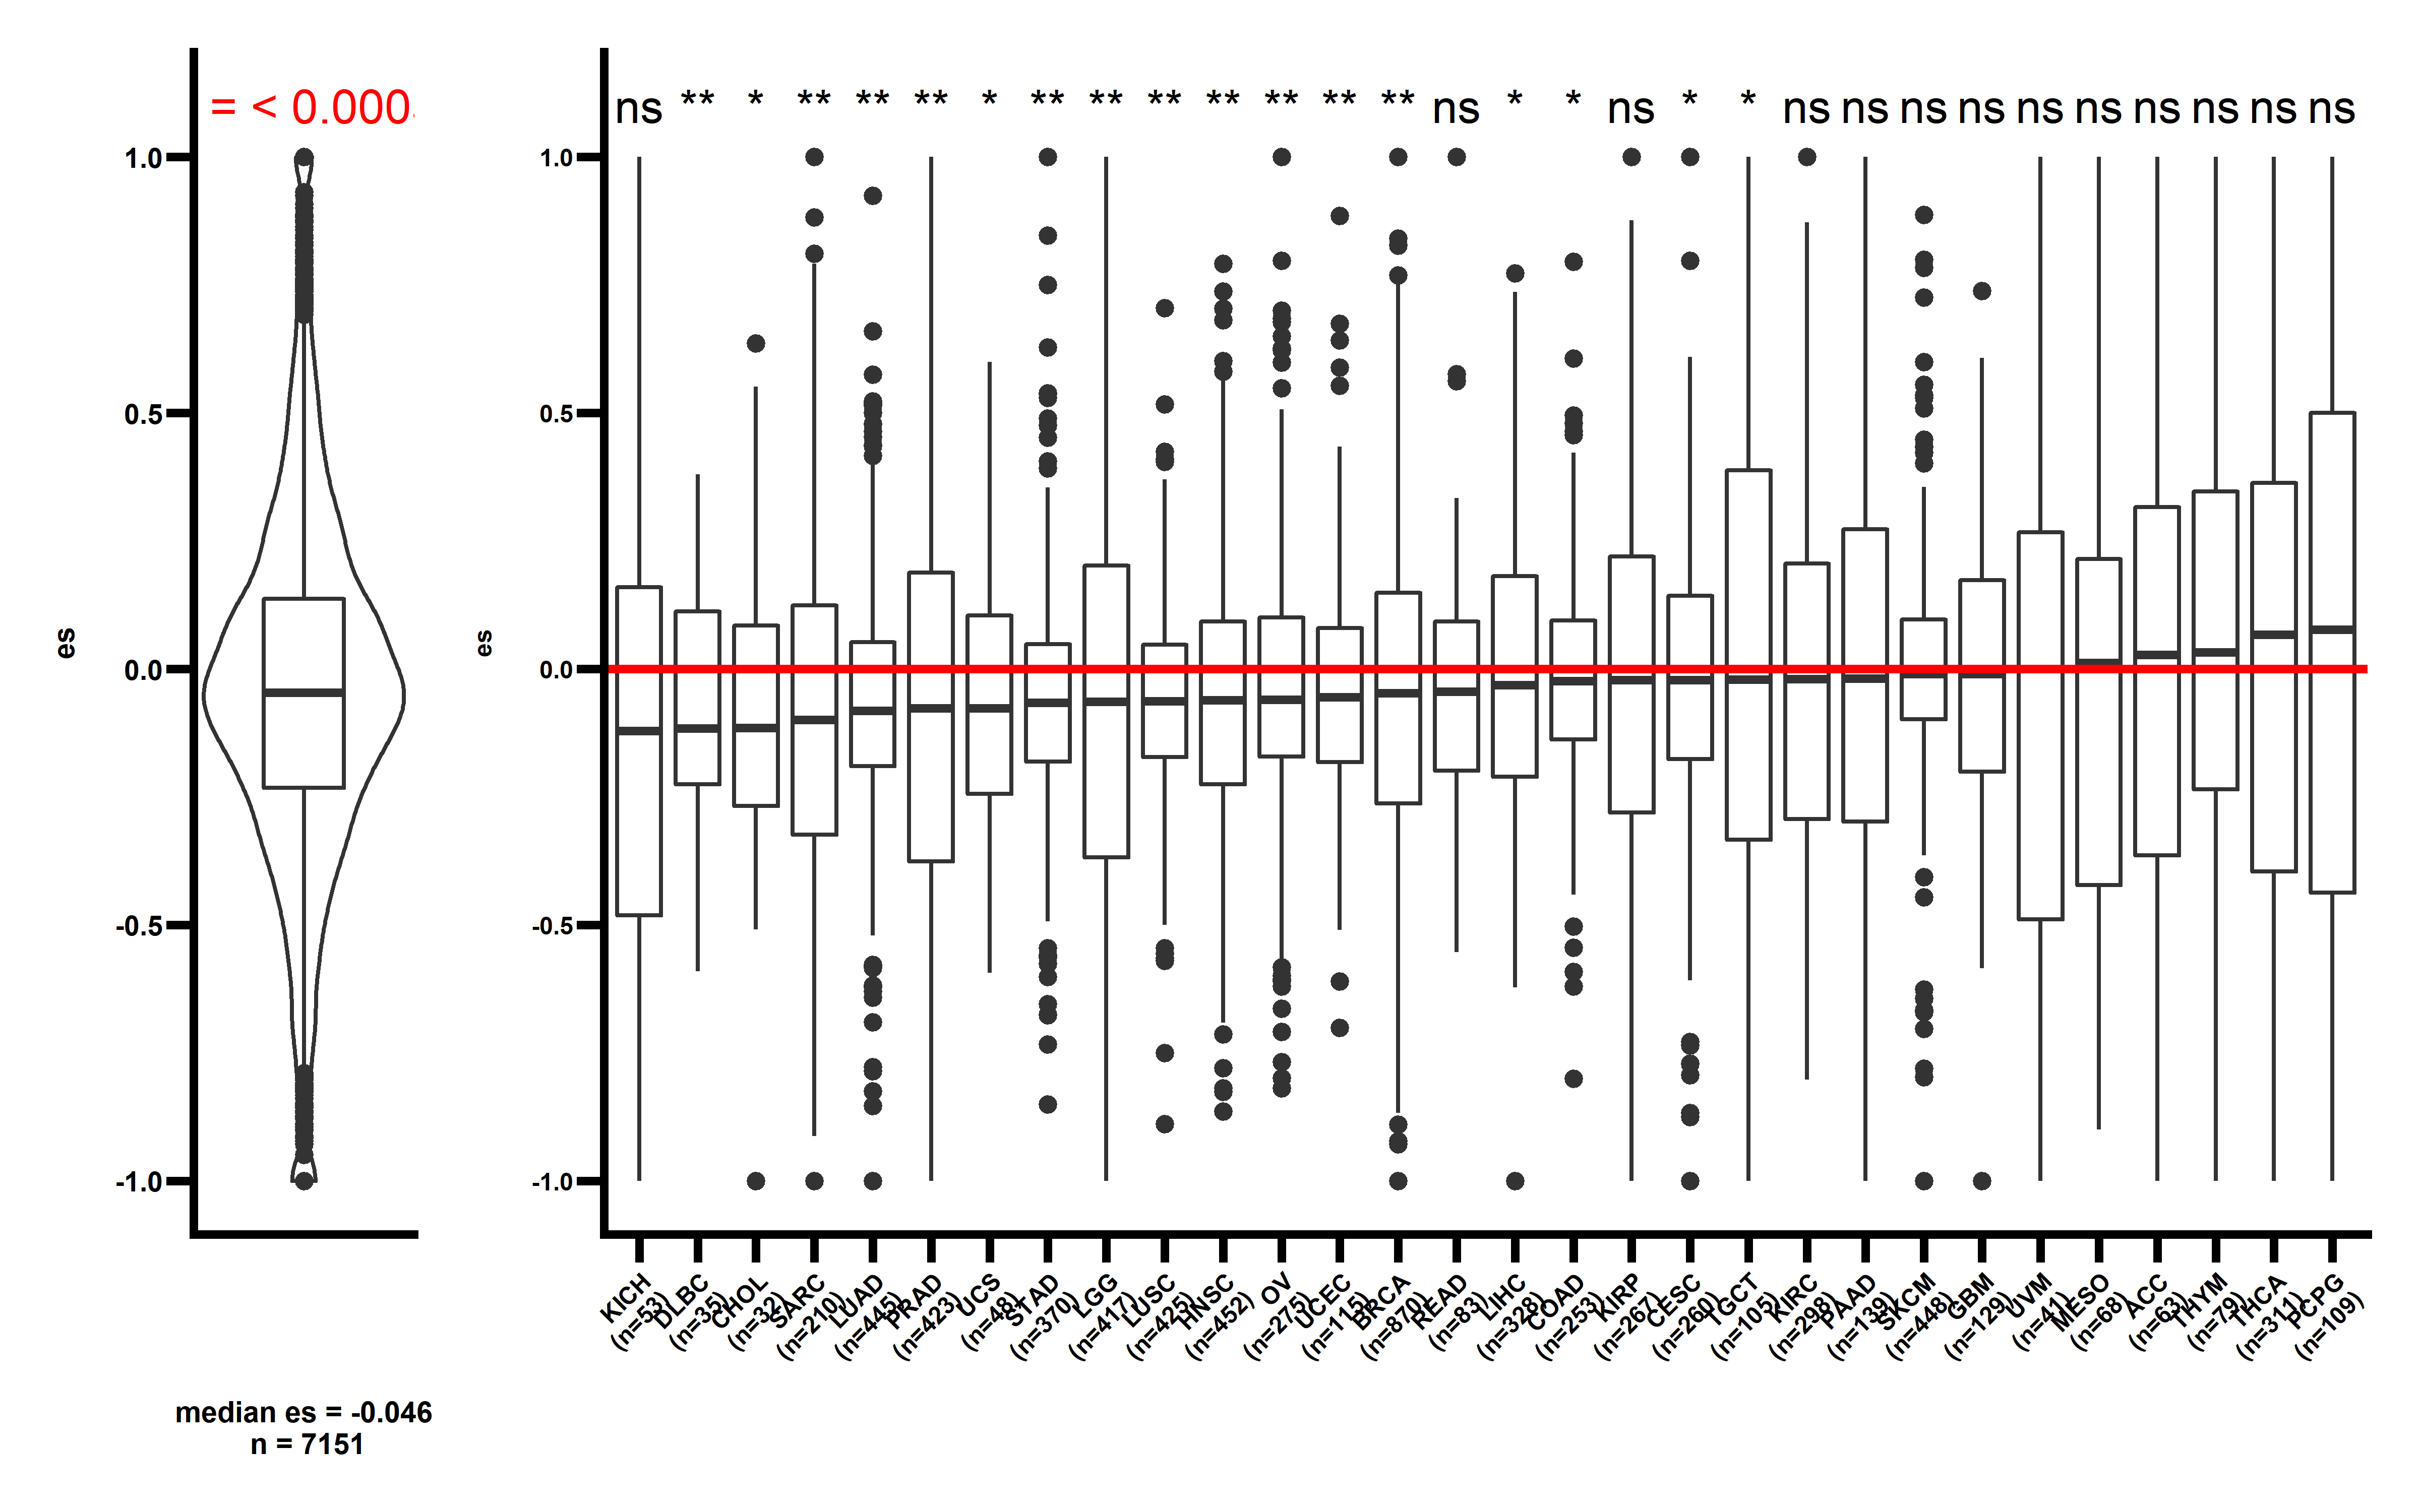 = < 0.000
1.0
0.5
0.0
-0.5
-1.0
es
median es = -0.046
n = 7151
ns ** * ** ** ** * ** ** ** ** ** ** ** ns * * ns * * ns ns ns ns ns ns ns ns ns ns
1.0
0.5
0.0
-0.5
-1.0
es
KICH
(n=53)
DLBC
(n=35)
CHOL
(n=32)
SARC
(n=210)
LUAD
(n=445)
PRAD
(n=423)
UCS
(n=48)
STAD
(n=370)
LGG
(n=417)
LUSC
(n=425)
HNSC
(n=452)
OV
(n=275)
UCEC
(n=115)
BRCA
(n=870)
READ
(n=83)
LIHC
(n=328)
COAD
(n=253)
KIRP
(n=267)
CESC
(n=260)
TGCT
(n=105)
KIRC
(n=298)
PAAD
(n=139)
SKCM
(n=448)
GBM
(n=129)
UVM
(n=41)
MESO
(n=68)
ACC
(n=63)
THYM
(n=79)
THCA
(n=311)
PCPG
(n=109)